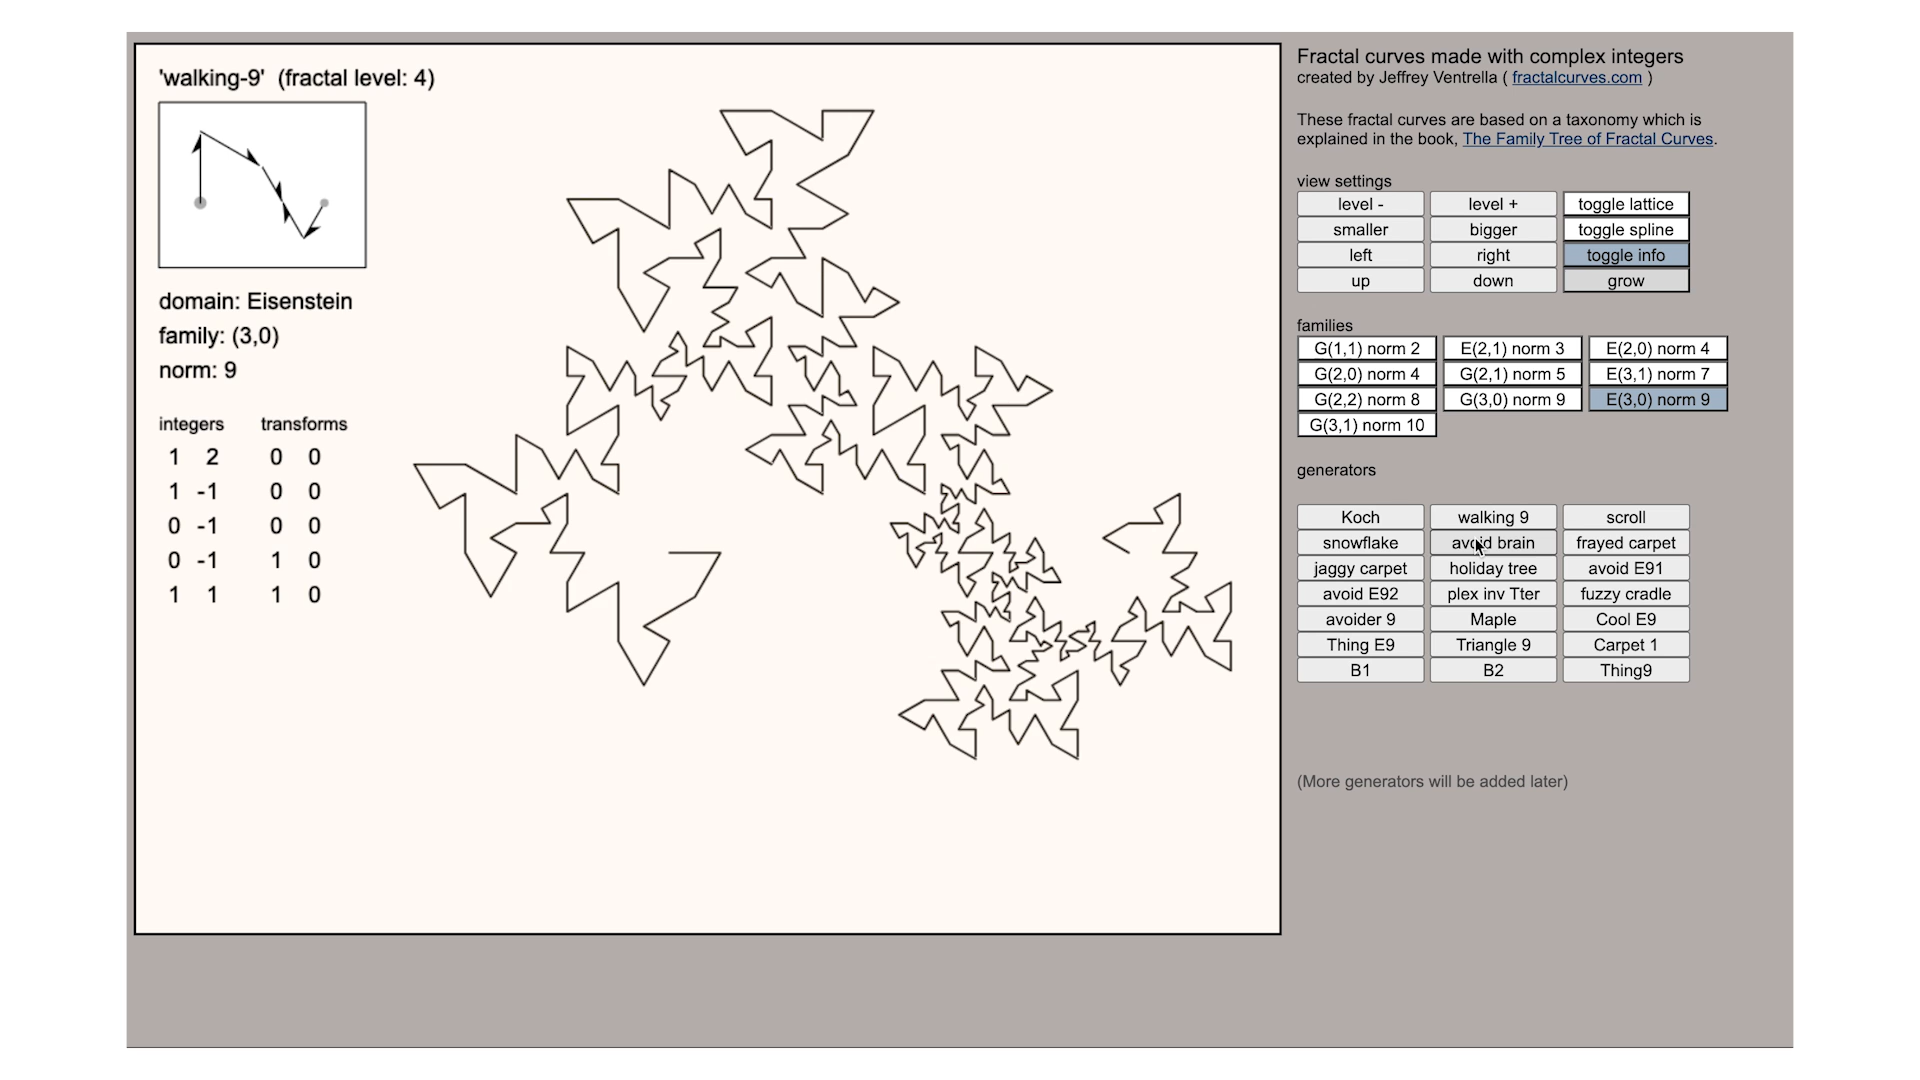 'walking-9' (fractal level: 4)
domain: Eisenstein
family: (3,0)
norm: 9
integers transforms
1 2 0 0
1 -1 0 0
0 -1 0 0
0 -1 1 0
1 1 1 0
Fractal curves made with complex integers
created by Jeffrey Ventrella ( fractalcurves.com )
These fractal curves are based on a taxonomy which is
explained in the book, The Family Tree of Fractal Curves.
view settings
level - level + toggle lattice
smaller bigger toggle spline
left right toggle info
up down grow
families
G(1,1) norm 2 E(2,1) norm 3 E(2,0) norm 4
G(2,0) norm 4 G(2,1) norm 5 E(3,1) norm 7
G(2,2) norm 8 G(3,0) norm 9 E(3,0) norm 9
G(3,1) norm 10
generators
Koch walking 9 scroll
snowflake avoid brain frayed carpet
jaggy carpet holiday tree avoid E91
avoid E92 plex inv Tter fuzzy cradle
avoider 9 Maple Cool E9
Thing E9 Triangle 9 Carpet 1
B1 B2 Thing9
(More generators will be added later)